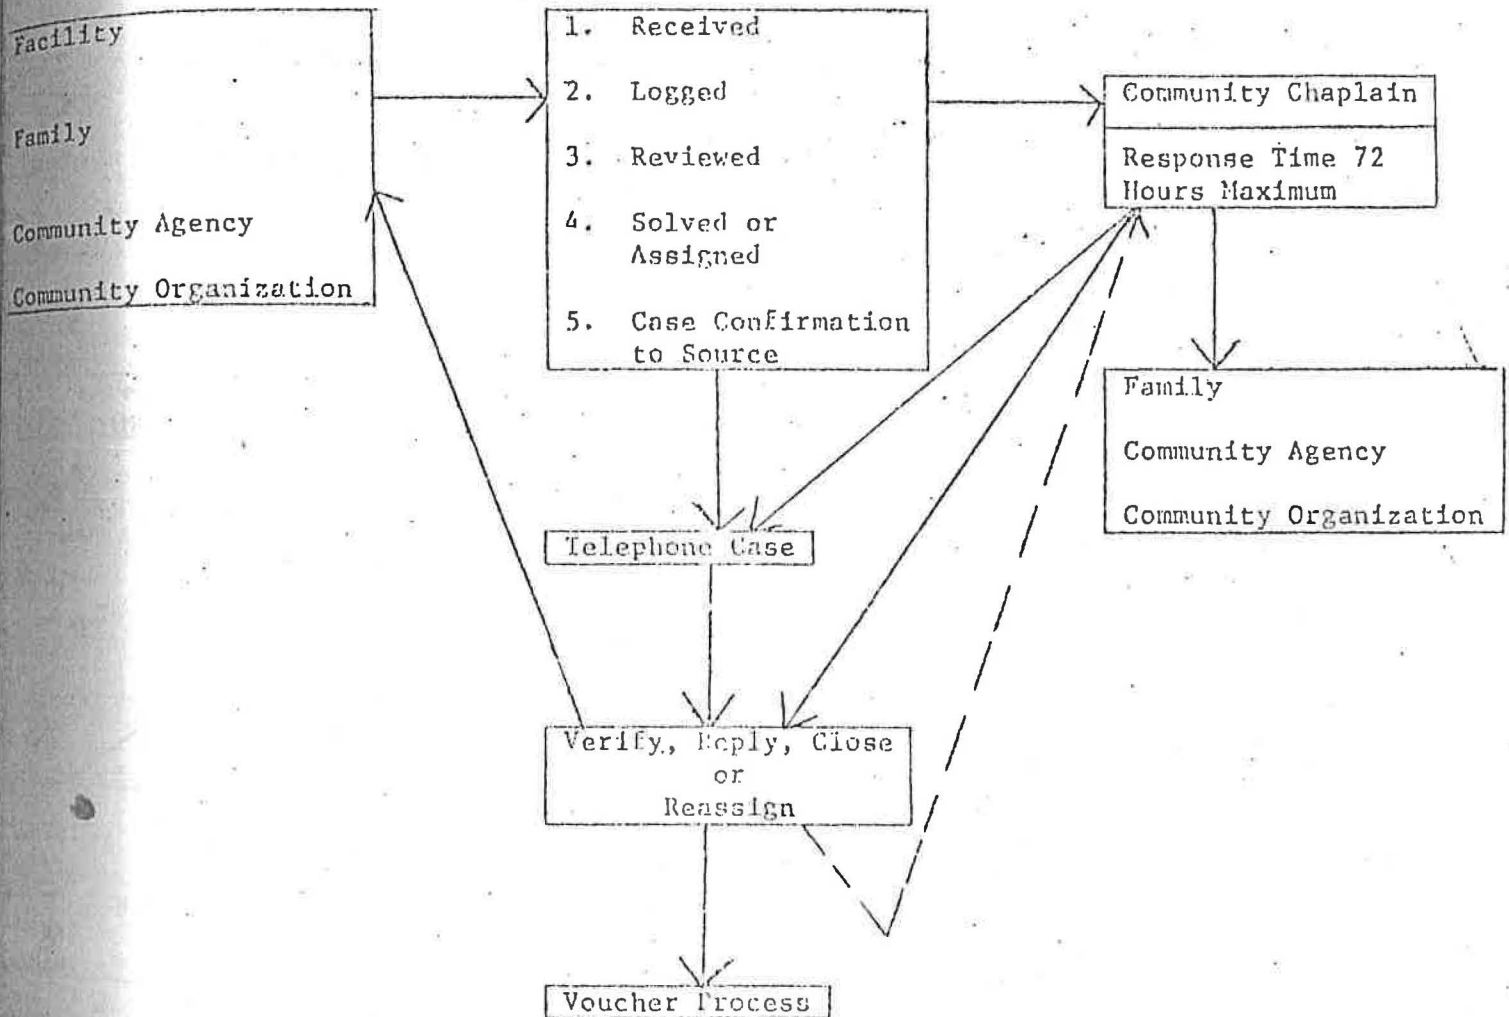 Facility
Family
Community Agency
Community Organization
1. Received
2. Logged
3. Reviewed
4. Solved or
Assigned
5. Case Confirmation
to Source
Community Chaplain
Response Time 72
Hours Maximum
Family
Community Agency
Community Organization
Telephone Case
Verify, Reply, Close
or
Reassign
Voucher Process